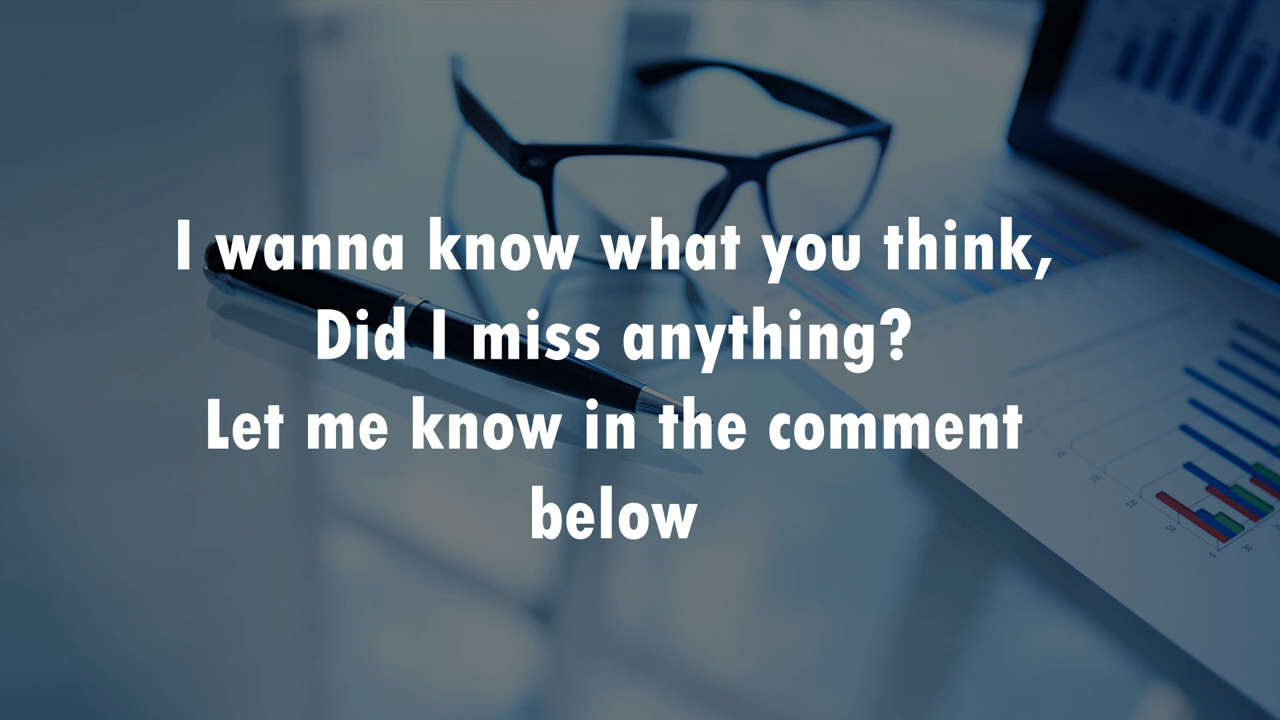 I wanna know what you think,
Did I miss anything?
Let me know in the comment
below